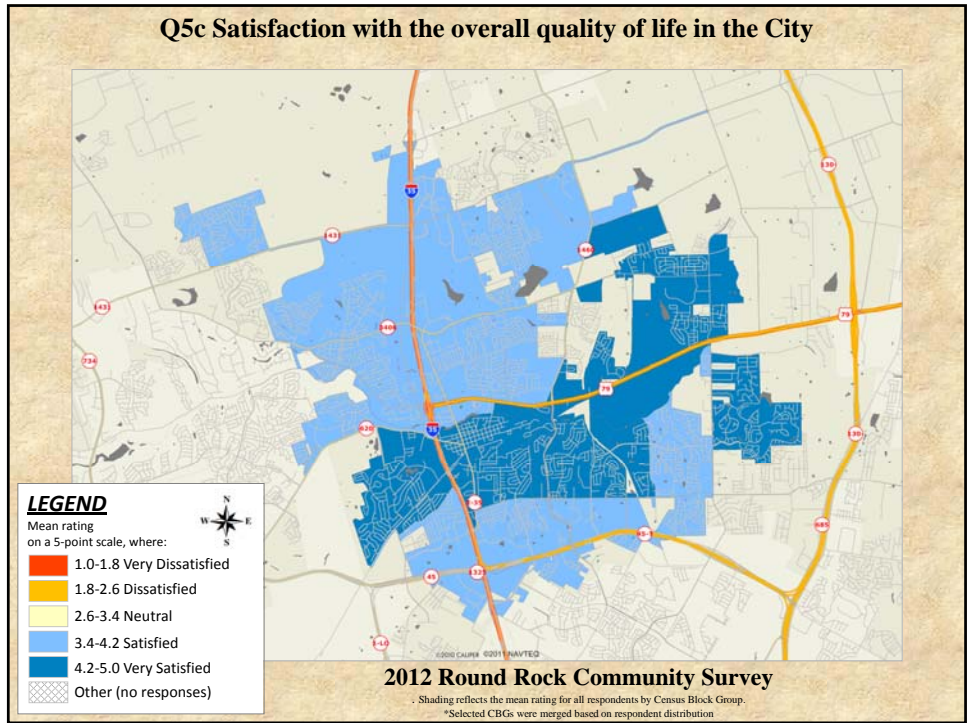 Q5c Satisfaction with the overall quality of life in the City
35
130
1431
1460
1431
3406
79
734
79
620
35
130
I-35
685
45-T
45
1325
1-LO
LEGEND
Mean rating
on a 5-point scale, where:
N
W E
S
1.0-1.8 Very Dissatisfied
1.8-2.6 Dissatisfied
2.6-3.4 Neutral
3.4-4.2 Satisfied
4.2-5.0 Very Satisfied
Other (no responses)
©2010 CALIPER ©2011 NAVTEQ
2012 Round Rock Community Survey
. Shading reflects the mean rating for all respondents by Census Block Group.
*Selected CBGs were merged based on respondent distribution